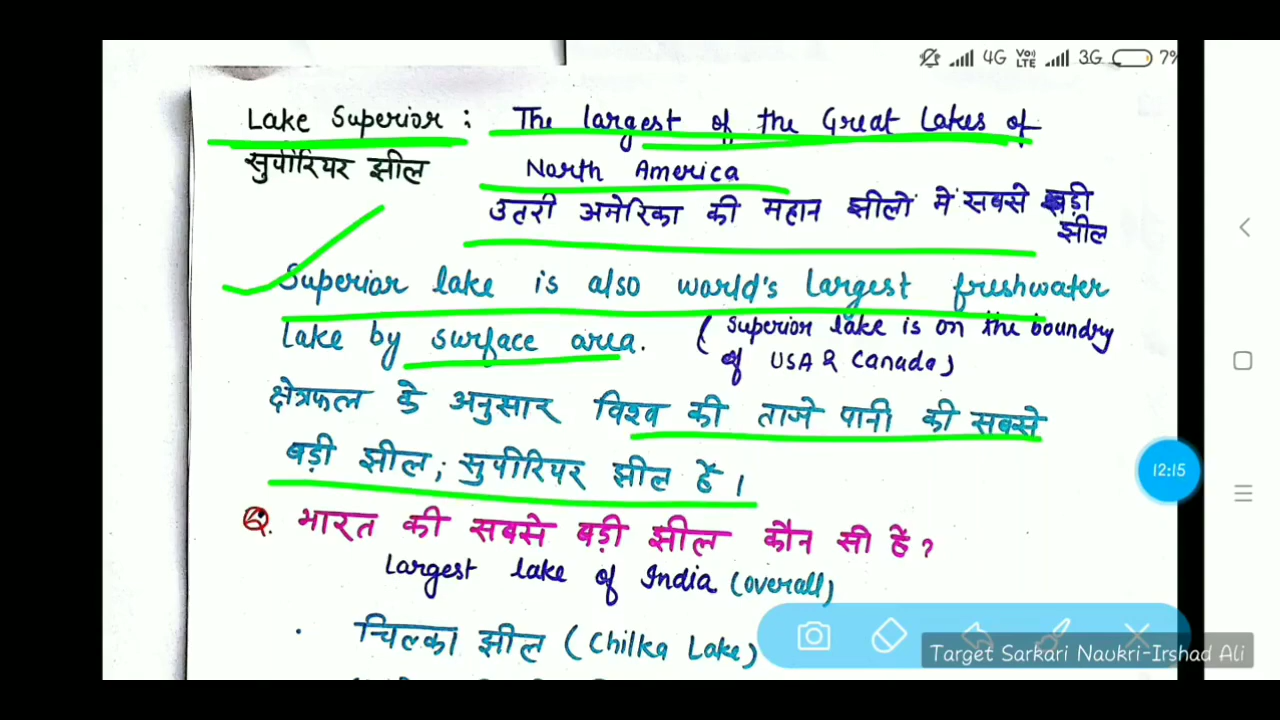 4G Vo) LTE 3G 7%
Lake Superior : The largest of the Great Lakes of
सुपीरियर झील North America
उतरी अमेरिका की महान झीलों में सबसे बड़ी
झील
Superior lake is also world's largest freshwater
lake by surface area. (Superior lake is on the boundry
of USA & Canada)
क्षेत्रफल के अनुसार विश्व की ताजे पानी की सबसे
बड़ी झील; सुपीरियर झील हैं।
12:15
Q. भारत की सबसे बड़ी झील कौन सी हैं?
Largest lake of India (overall)
चिल्का झील (Chilka Lake)
Target Sarkari Naukri-Irshad Ali